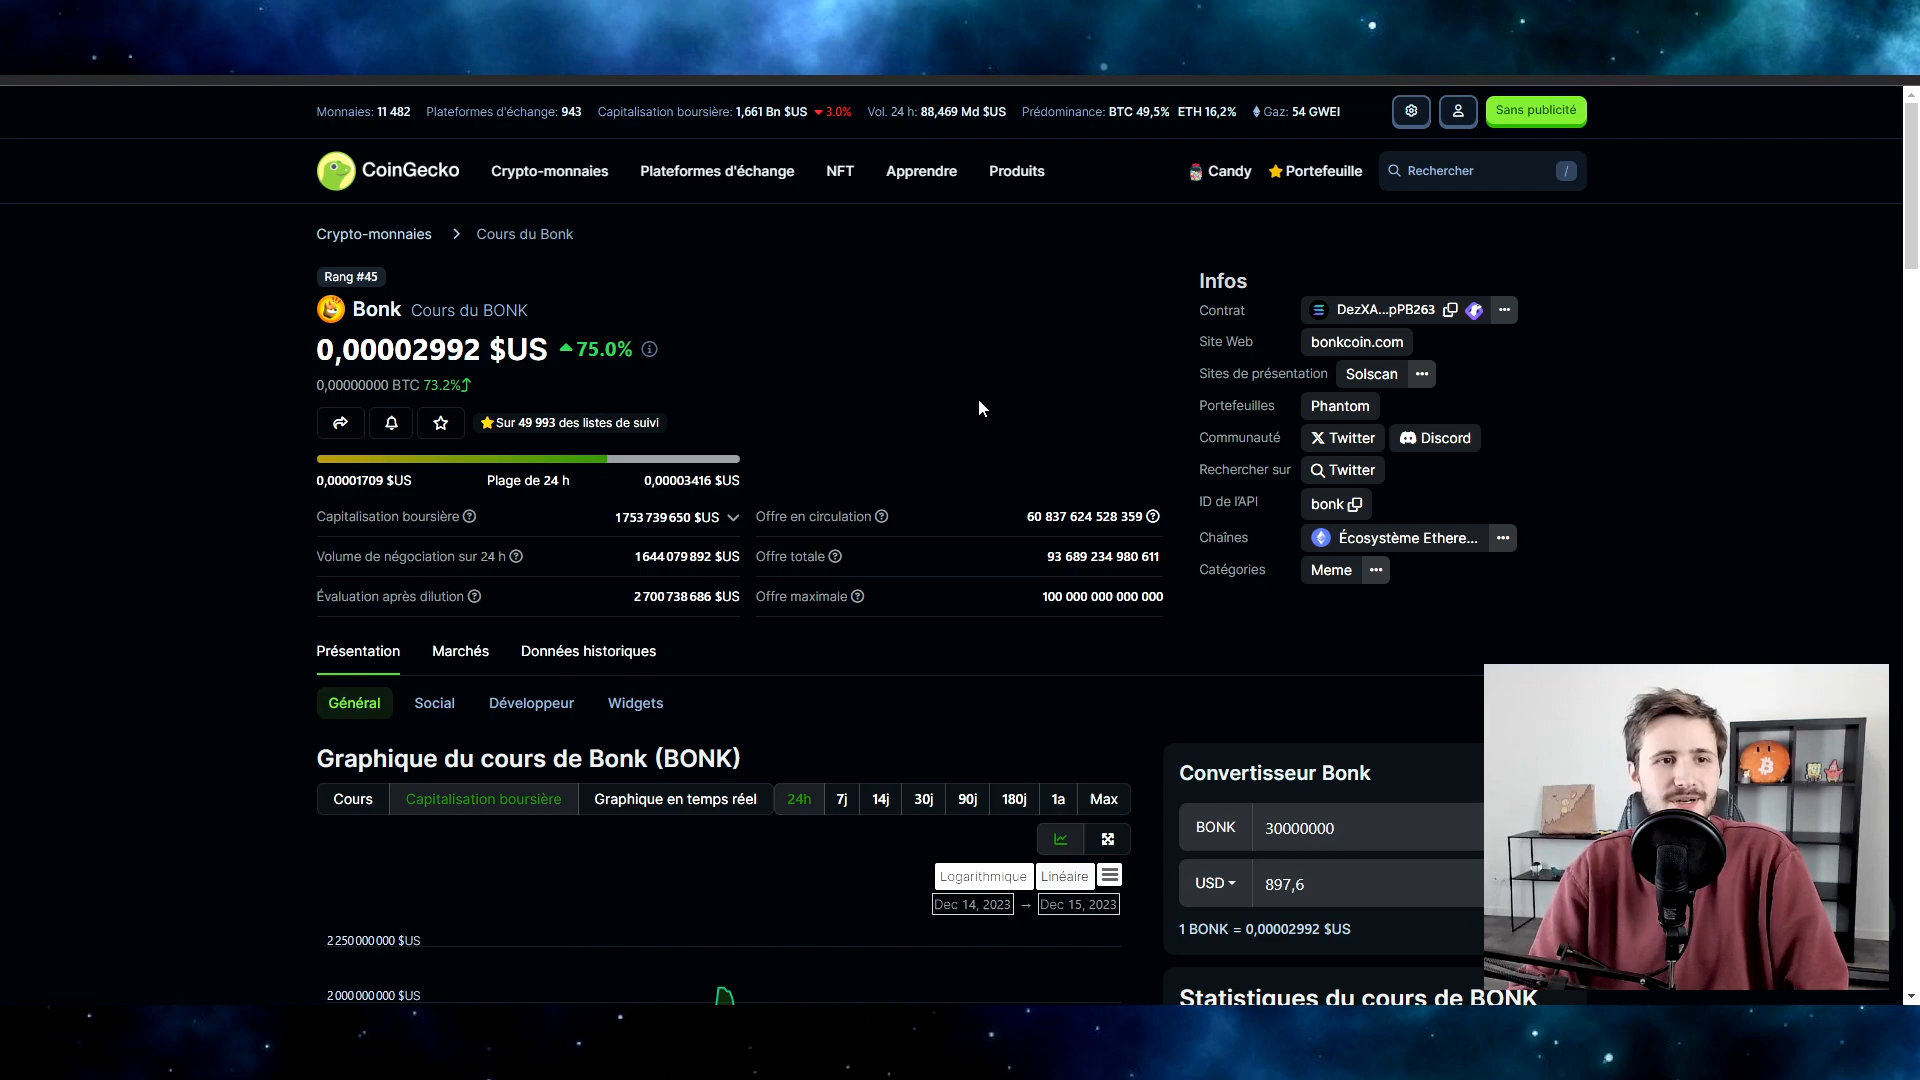 Monnaies: 11 482 Plateformes d'échange: 943 Capitalisation boursière: 1,661 Bn $US 3.0% Vol. 24 h: 88,469 Md $US Prédominance: BTC 49,5% ETH 16,2% Gaz: 54 GWEI Sans publicité
CoinGecko Crypto-monnaies Plateformes d'échange NFT Apprendre Produits Candy Portefeuille Rechercher /
Crypto-monnaies > Cours du Bonk
Rang #45
Bonk Cours du BONK
0,00002992 $US 75.0%
0,00000000 BTC 73.2%
Sur 49 993 des listes de suivi
0,00001709 $US Plage de 24 h 0,00003416 $US
Capitalisation boursière 1 753 739 650 $US
Volume de négociation sur 24 h 1 644 079 892 $US
Évaluation après dilution 2 700 738 686 $US
Offre en circulation 60 837 624 528 359
Offre totale 93 689 234 980 611
Offre maximale 100 000 000 000 000
Infos
Contrat DezXA...pPB263
Site Web bonkcoin.com
Sites de présentation Solscan
Portefeuilles Phantom
Communauté Twitter Discord
Rechercher sur Twitter
ID de l'API bonk
Chaînes Écosystème Ethere...
Catégories Meme
Présentation Marchés Données historiques
Général Social Développeur Widgets
Graphique du cours de Bonk (BONK)
Cours Capitalisation boursière Graphique en temps réel 24h 7j 14j 30j 90j 180j 1a Max
Logarithmique Linéaire
Dec 14, 2023 → Dec 15, 2023
2 250 000 000 $US
2 000 000 000 $US
Convertisseur Bonk
BONK 30000000
USD 897,6
1 BONK = 0,00002992 $US
Statistiques du cours de BONK